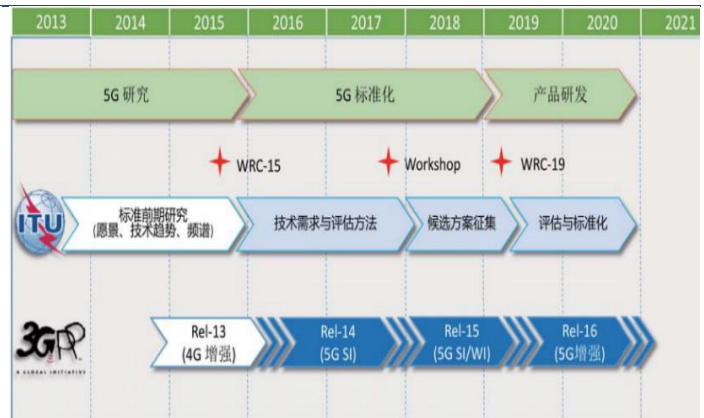 2013 2014 2015 2016 2017 2018 2019 2020 2021
5G 研究 5G 标准化 产品研发
WRC-15 Workshop WRC-19
ITU
标准前期研究
(愿景、技术趋势、频谱)
技术需求与评估方法 候选方案征集 评估与标准化
3GPP
A GLOBAL INITIATIVE
Rel-13
(4G 增强)
Rel-14
(5G SI)
Rel-15
(5G SI/WI)
Rel-16
(5G增强)